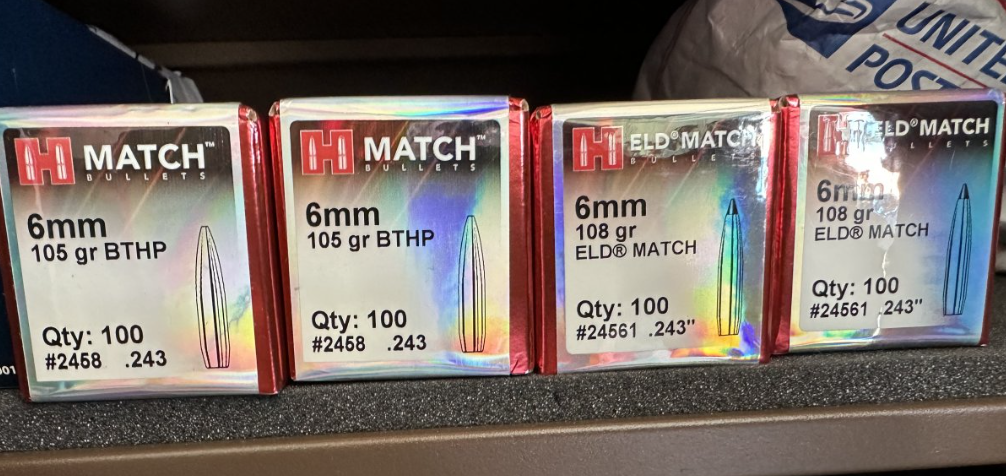 MATCH™
BULLETS
6mm
105 gr BTHP
Qty: 100
#2458 .243
MATCH™
BULLETS
6mm
105 gr BTHP
Qty: 100
#2458 .243
ELD® MATCH
BULLETS
6mm
108 gr
ELD® MATCH
Qty: 100
#24561 .243"
ELD® MATCH
BULLETS
6mm
108 gr
ELD® MATCH
Qty: 100
#24561 .243"
UNITE
POST